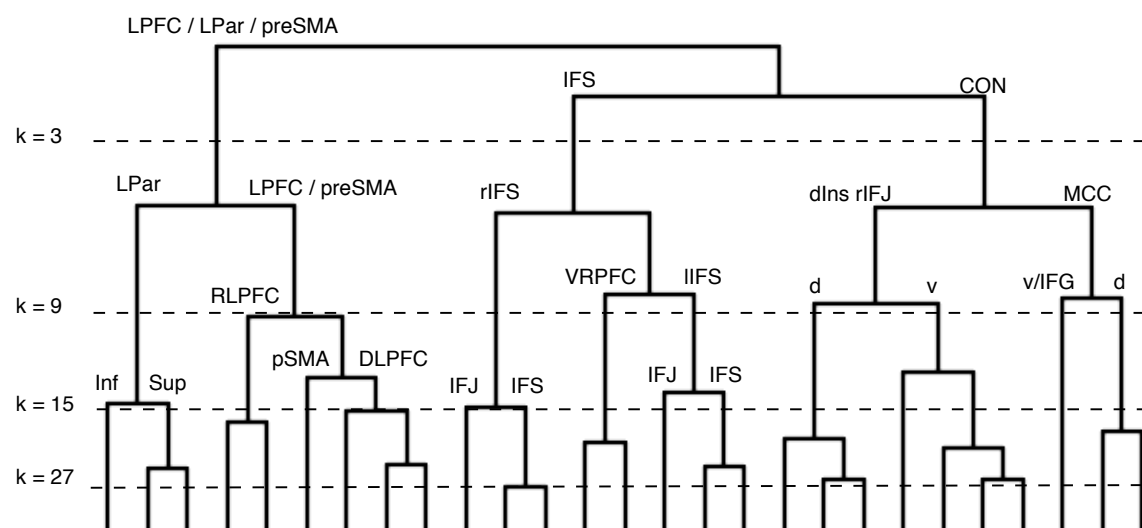 LPFC / LPar / preSMA
IFS
CON
k = 3
LPar
LPFC / preSMA
rIFS
dIns rIFJ
MCC
VRPFC
lIFS
d
v
v/IFG
d
RLPFC
k = 9
pSMA
DLPFC
Inf
Sup
IFJ
IFS
IFJ
IFS
k = 15
k = 27